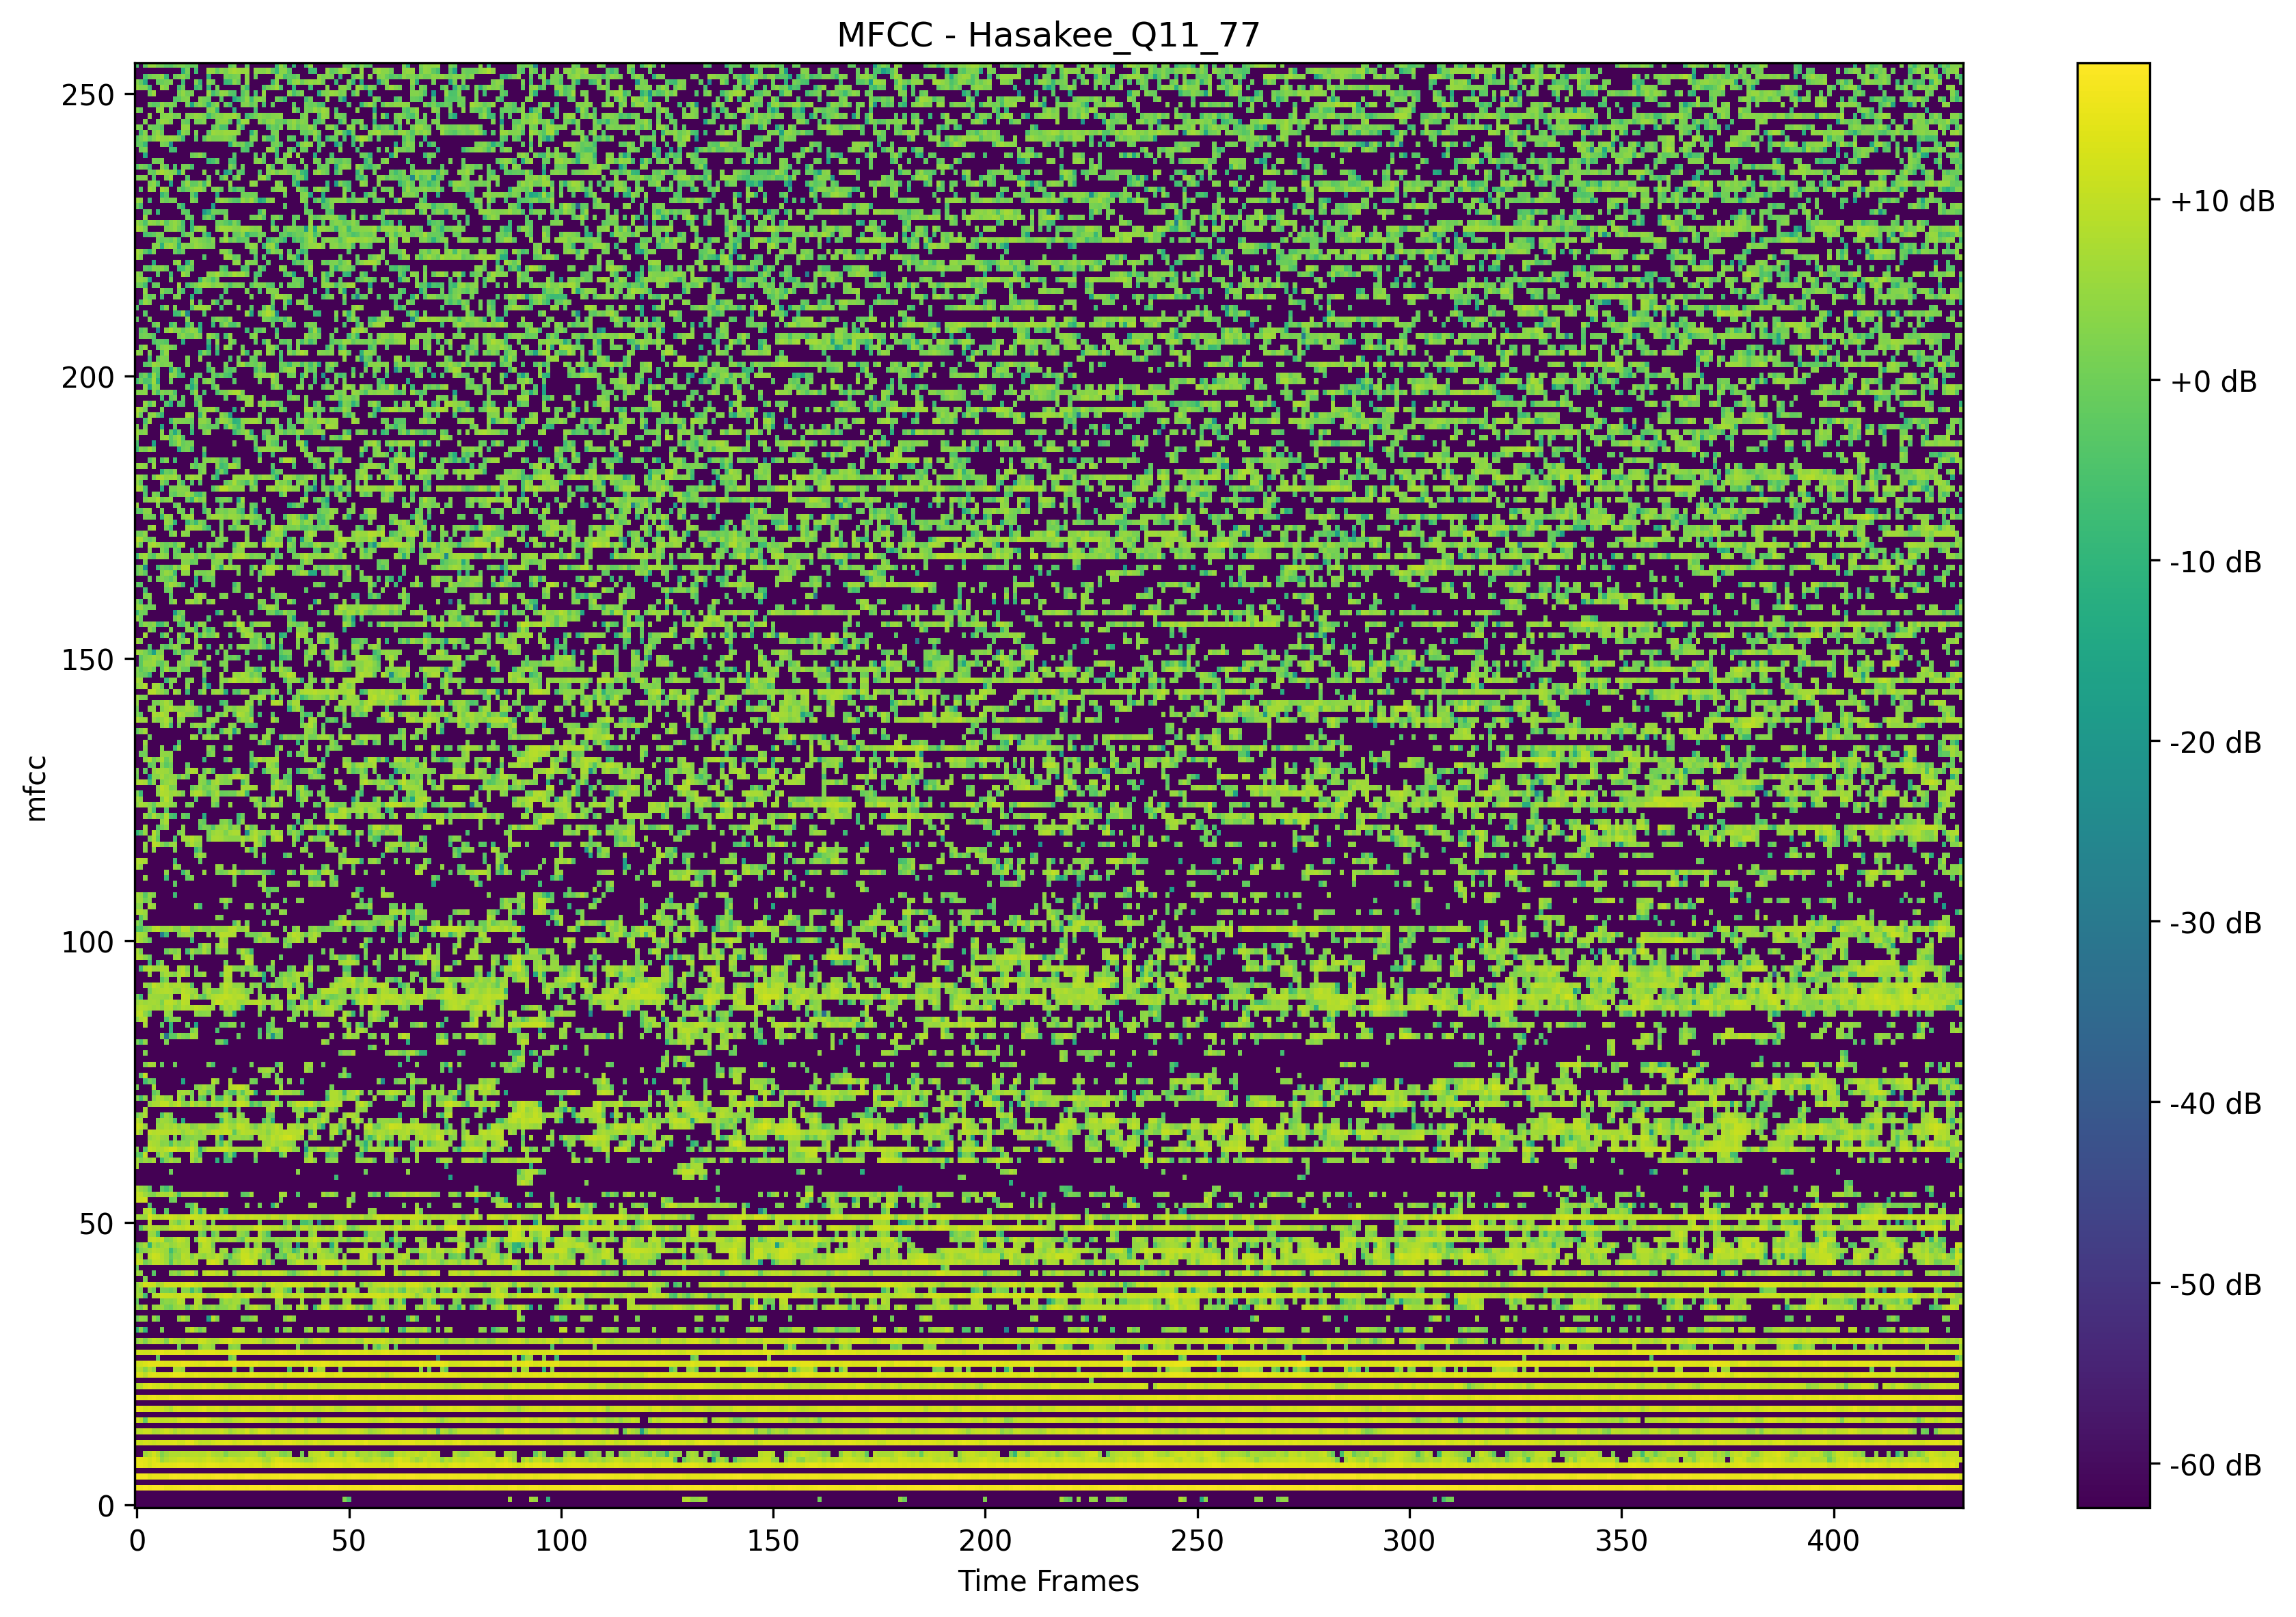 MFCC - Hasakee_Q11_77
250
200
150
100
50
0
mfcc
0 50 100 150 200 250 300 350 400
Time Frames
+10 dB
+0 dB
-10 dB
-20 dB
-30 dB
-40 dB
-50 dB
-60 dB